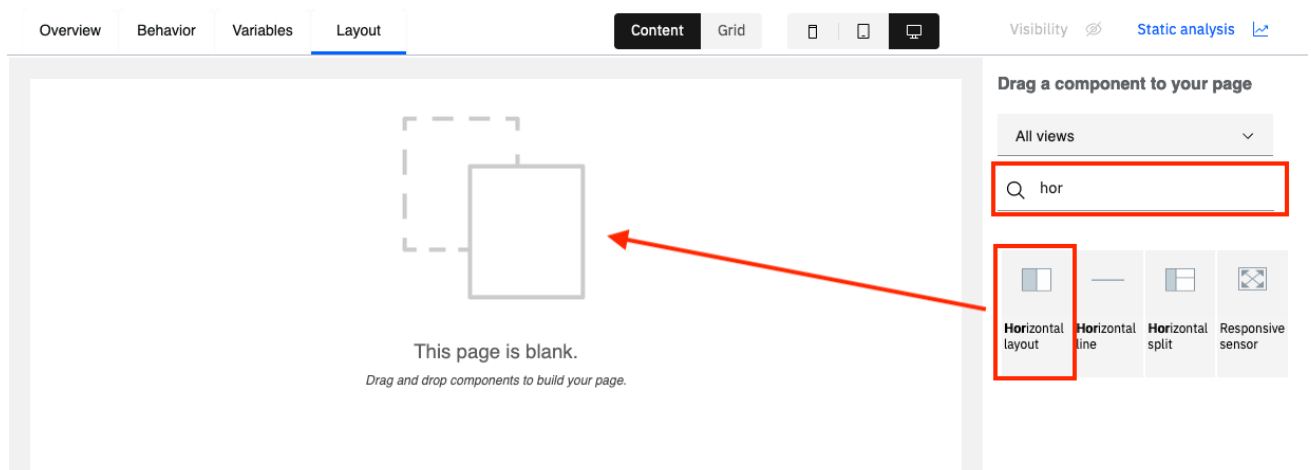 Overview Behavior Variables Layout Content Grid Visibility Static analysis
Drag a component to your page
All views
hor
Horizontal layout
Horizontal line
Horizontal split
Responsive sensor
This page is blank.
Drag and drop components to build your page.